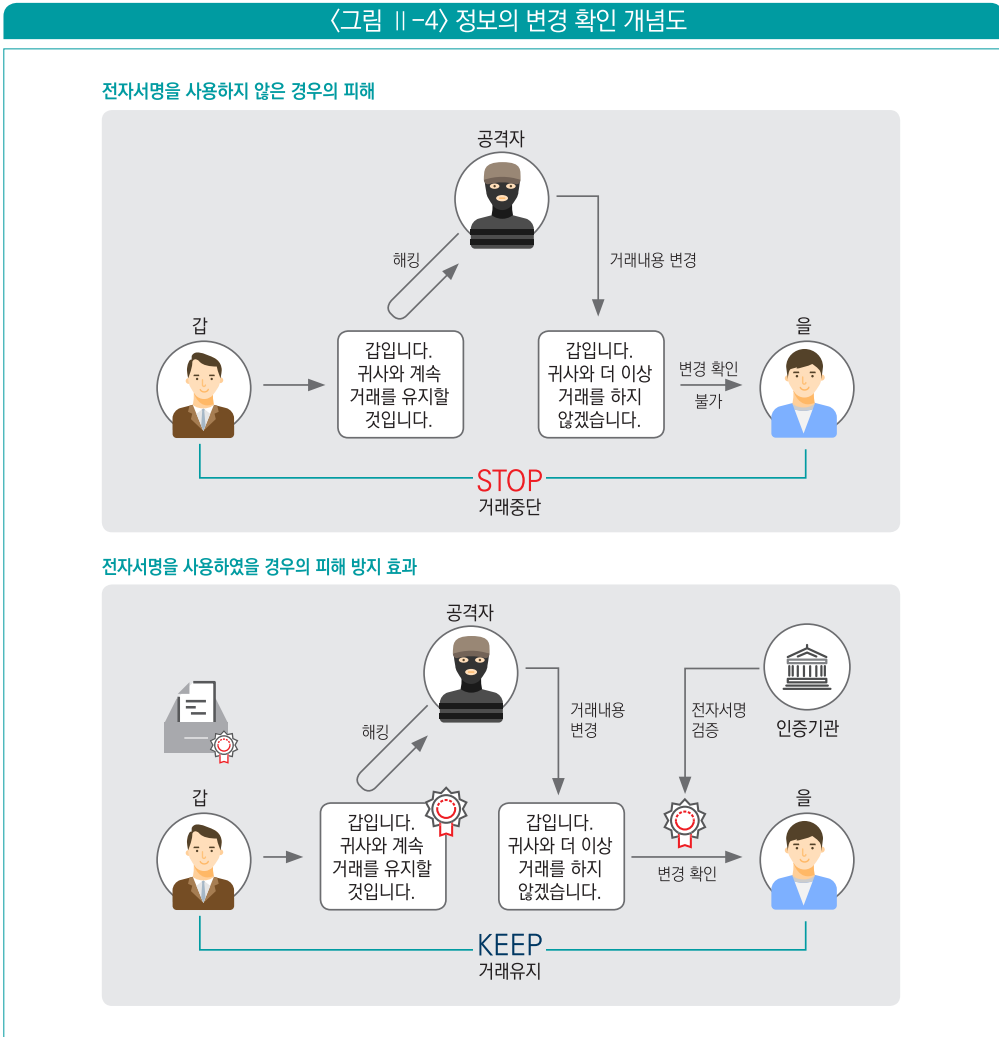 <그림 Ⅱ-4> 정보의 변경 확인 개념도
전자서명을 사용하지 않은 경우의 피해
공격자
해킹
거래내용 변경
갑
을
갑입니다.
귀사와 계속
거래를 유지할
것입니다.
갑입니다.
귀사와 더 이상
거래를 하지
않겠습니다.
변경 확인
불가
STOP
거래중단
전자서명을 사용하였을 경우의 피해 방지 효과
공격자
해킹
거래내용
변경
전자서명
검증
인증기관
갑
을
갑입니다.
귀사와 계속
거래를 유지할
것입니다.
갑입니다.
귀사와 더 이상
거래를 하지
않겠습니다.
변경 확인
KEEP
거래유지